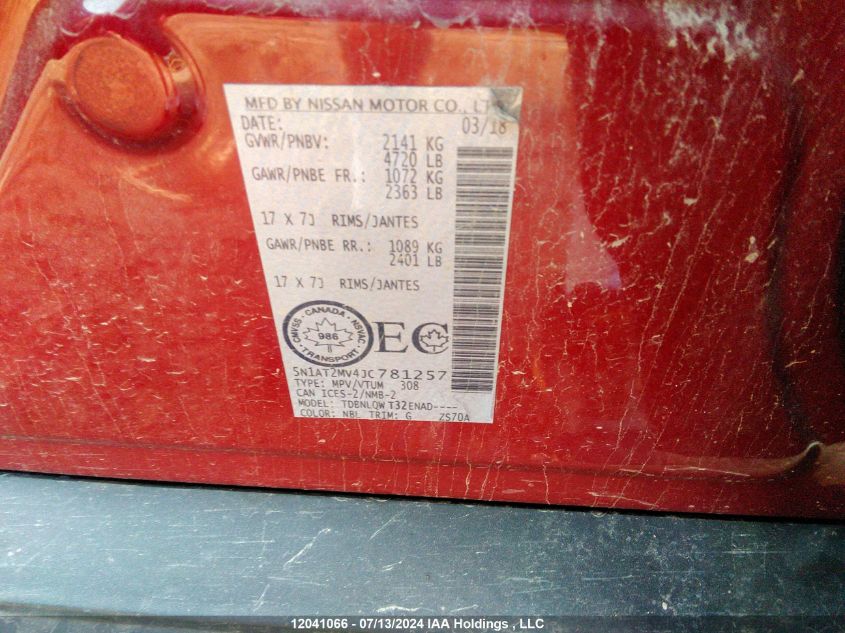 MFD BY NISSAN MOTOR CO., LTD
DATE: 03/18
GVWR/PNBV: 2141 KG
4720 LB
GAWR/PNBE FR.: 1072 KG
2363 LB
17 X 7J RIMS/JANTES
GAWR/PNBE RR.: 1089 KG
2401 LB
17 X 7J RIMS/JANTES
CANADA
CMVSS NSVAC
986
TRANSPORT
EC
5N1AT2MV4JC781257
TYPE: MPV/VTUM 308
CAN ICES-2/NMB-2
MODEL: TDBNLQW T32ENAD----
COLOR: NBL TRIM: G ZS70A
12041066 - 07/13/2024 IAA Holdings , LLC